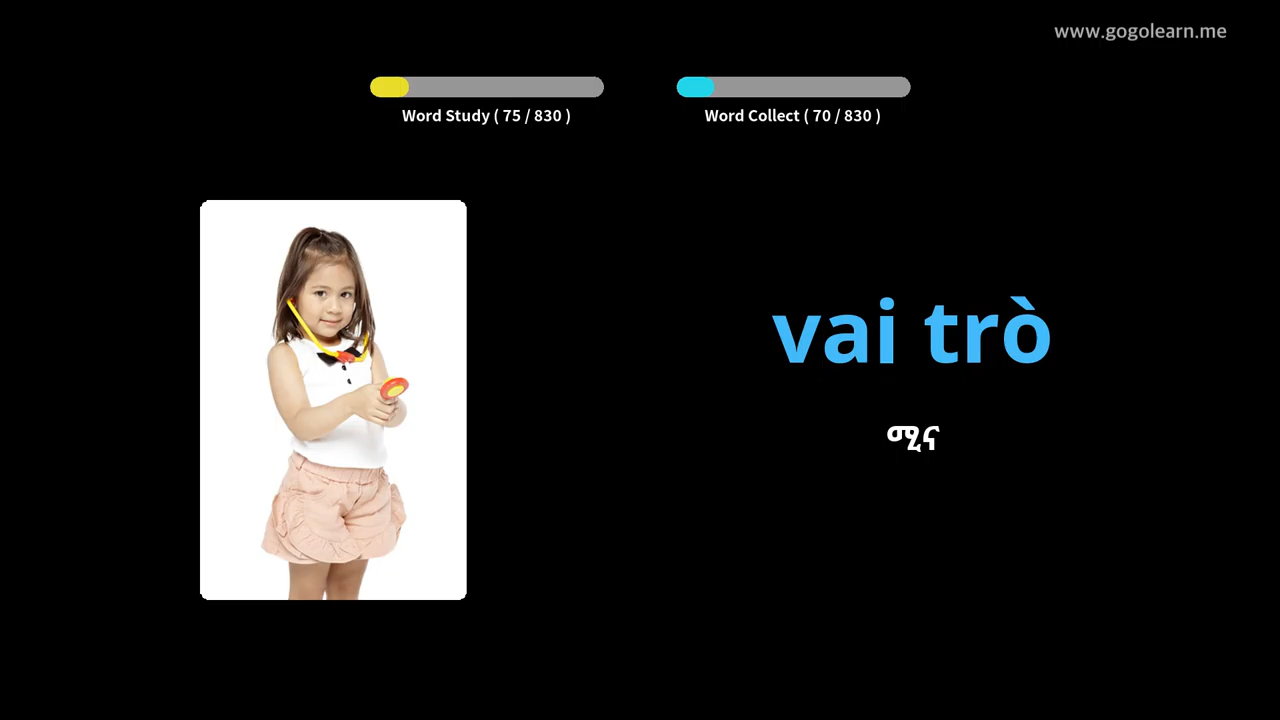 www.gogolearn.me
Word Study ( 75 / 830 )
Word Collect ( 70 / 830 )
vai trò
ሚና